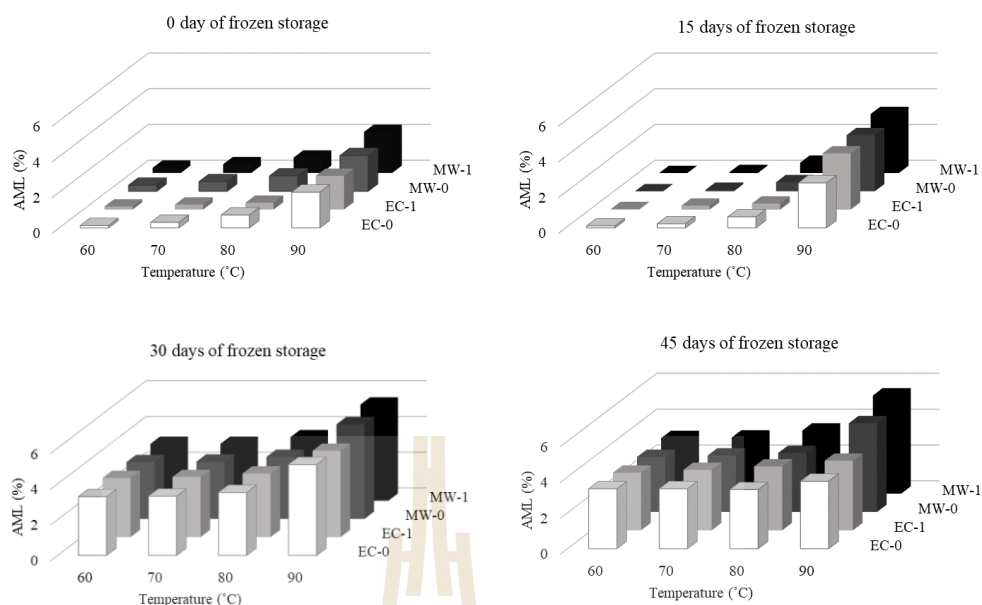 0 day of frozen storage
AML (%)
6
4
2
0
60 70 80 90
Temperature (˚C)
MW-1
MW-0
EC-1
EC-0
15 days of frozen storage
AML (%)
6
4
2
0
60 70 80 90
Temperature (˚C)
MW-1
MW-0
EC-1
EC-0
30 days of frozen storage
AML (%)
6
4
2
0
60 70 80 90
Temperature (˚C)
MW-1
MW-0
EC-1
EC-0
45 days of frozen storage
AML (%)
6
4
2
0
60 70 80 90
Temperature (˚C)
MW-1
MW-0
EC-1
EC-0